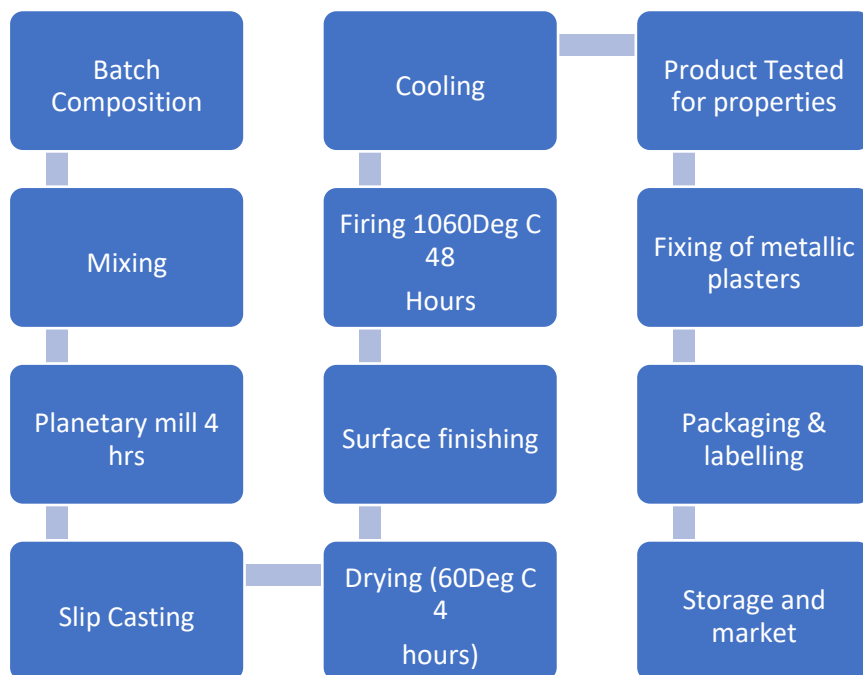 Batch
Composition
Mixing
Planetary mill 4
hrs
Slip Casting
Drying (60Deg C
4
hours)
Surface finishing
Firing 1060Deg C
48
Hours
Cooling
Product Tested
for properties
Fixing of metallic
plasters
Packaging &
labelling
Storage and
market